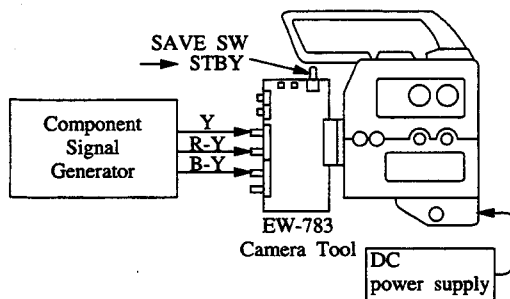 SAVE SW
→ STBY
Component
Signal
Generator
Y
R-Y
B-Y
EW-783
Camera Tool
DC
power supply